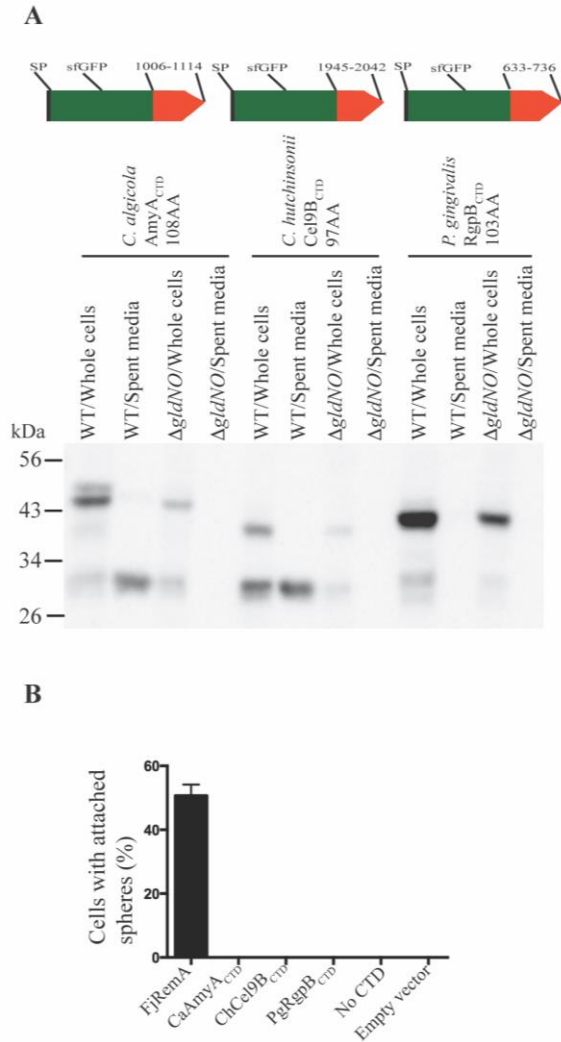 A
SP sfGFP 1006-1114 SP sfGFP 1945-2042 SP sfGFP 633-736
C. algicola
AmyA_CTD
108AA
C. hutchinsonii
Cel9B_CTD
97AA
P. gingivalis
RgpB_CTD
103AA
WT/Whole cells
WT/Spent media
ΔgldNO/Whole cells
ΔgldNO/Spent media
WT/Whole cells
WT/Spent media
ΔgldNO/Whole cells
ΔgldNO/Spent media
WT/Whole cells
WT/Spent media
ΔgldNO/Whole cells
ΔgldNO/Spent media
kDa
56
43
34
26
B
Cells with attached
spheres (%)
60
40
20
0
FjRemA
CaAmyA_CTD
ChCel9B_CTD
PgRgpB_CTD
No CTD
Empty vector